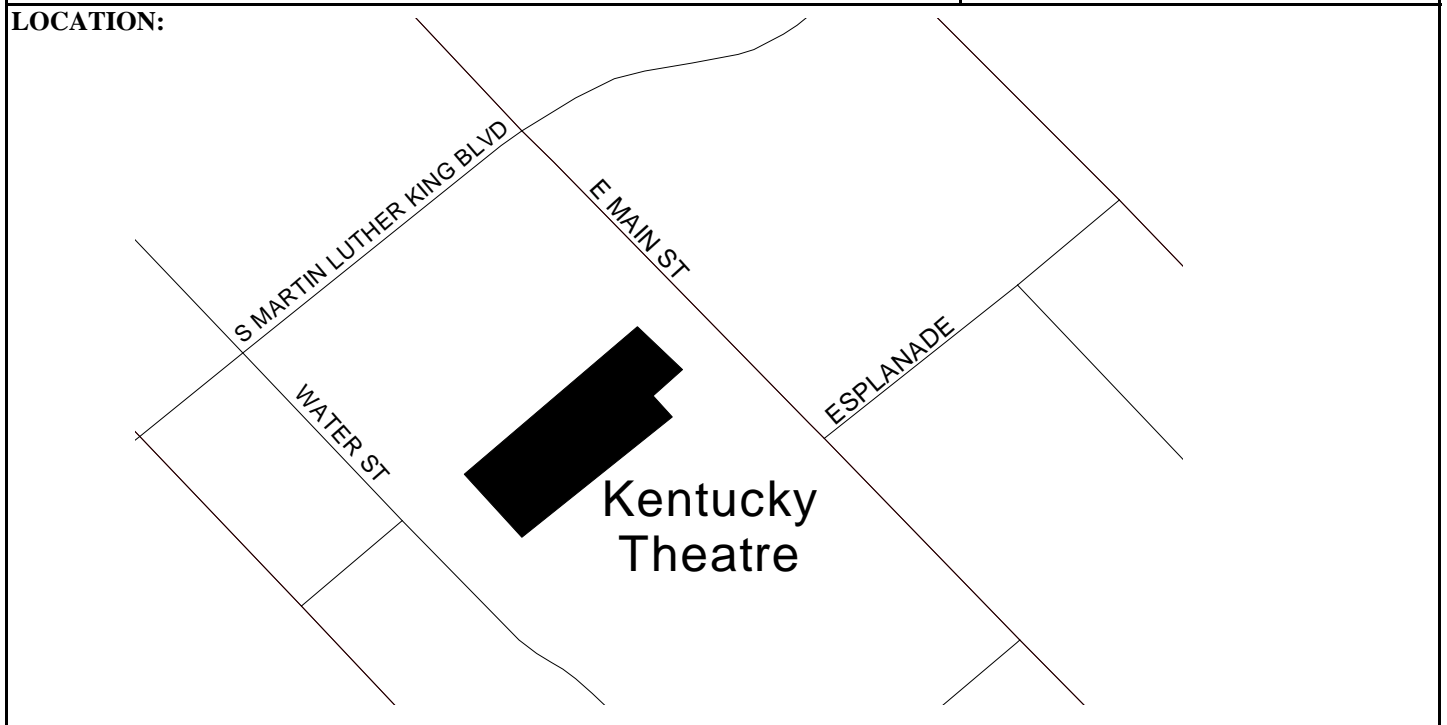 LOCATION:
S MARTIN LUTHER KING BLVD
E MAIN ST
ESPLANADE
WATER ST
Kentucky
Theatre